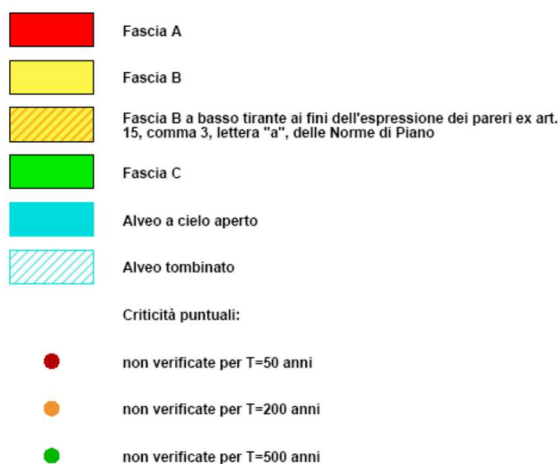 Fascia A
Fascia B
Fascia B a basso tirante ai fini dell'espressione dei pareri ex art.
15, comma 3, lettera "a", delle Norme di Piano
Fascia C
Alveo a cielo aperto
Alveo tombinato
Criticità puntuali:
non verificate per T=50 anni
non verificate per T=200 anni
non verificate per T=500 anni